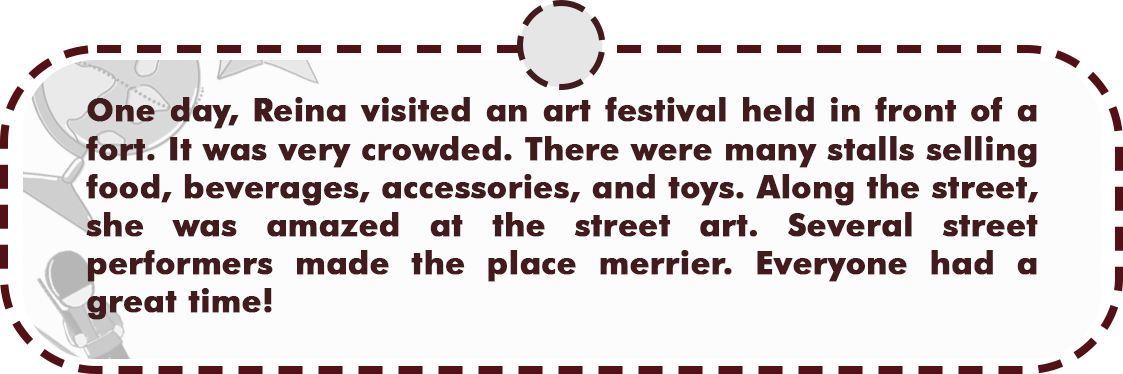 One day, Reina visited an art festival held in front of a
fort. It was very crowded. There were many stalls selling
food, beverages, accessories, and toys. Along the street,
she was amazed at the street art. Several street
performers made the place merrier. Everyone had a
great time!